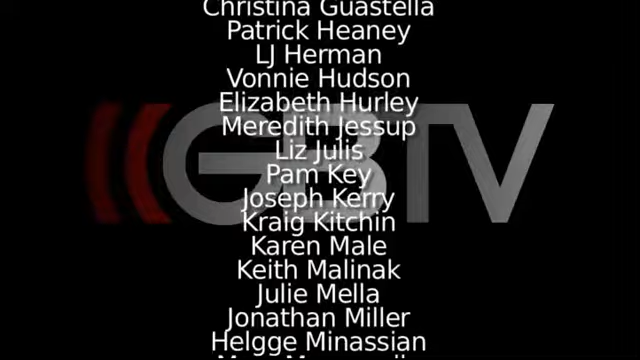 Christina Guastella
Patrick Heaney
LJ Herman
Vonnie Hudson
Elizabeth Hurley
Meredith Jessup
Liz Julis
Pam Key
Joseph Kerry
Kraig Kitchin
Karen Male
Keith Malinak
Julie Mella
Jonathan Miller
Helgge Minassian
GBTV